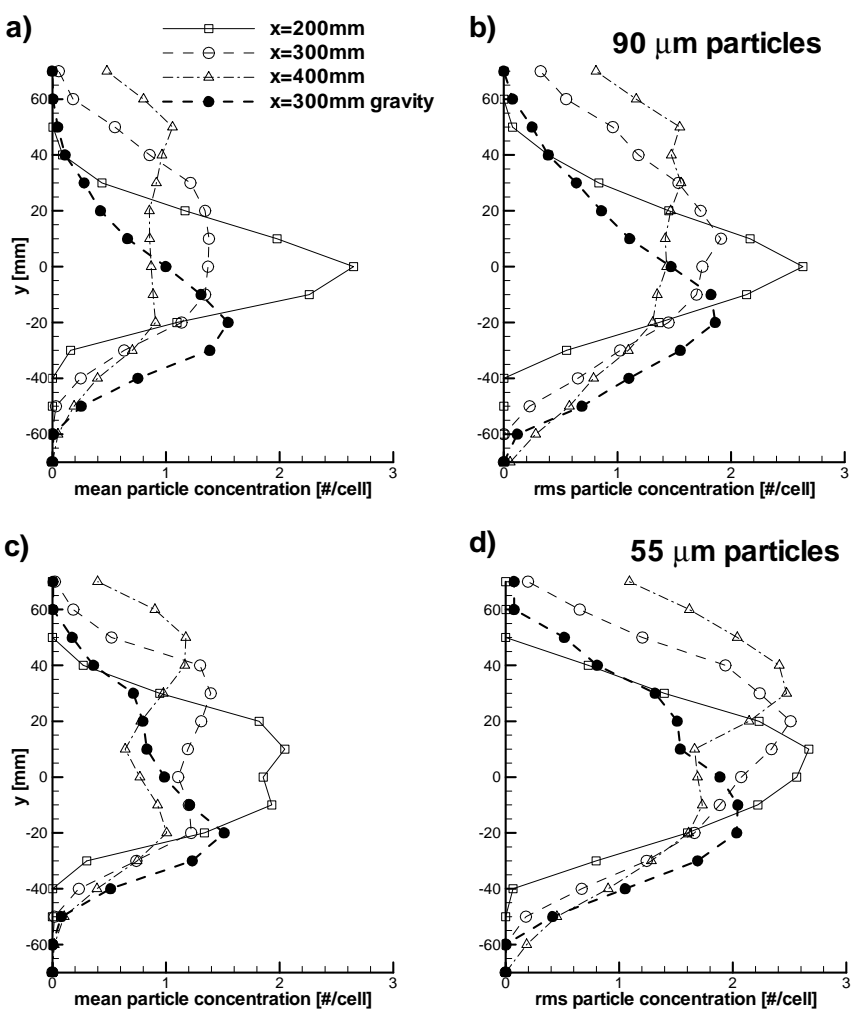 a)
x=200mm
x=300mm
x=400mm
x=300mm gravity
y [mm]
60
40
20
0
-20
-40
-60
0 1 2 3
mean particle concentration [#/cell]
b)
90 μm particles
60
40
20
0
-20
-40
-60
0 1 2 3
rms particle concentration [#/cell]
c)
y [mm]
60
40
20
0
-20
-40
-60
0 1 2 3
mean particle concentration [#/cell]
d)
55 μm particles
60
40
20
0
-20
-40
-60
0 1 2 3
rms particle concentration [#/cell]